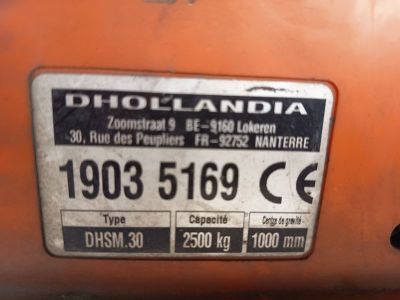 DHOLLANDIA
Zoomstraat 9 BE-9160 Lokeren
30, Rue des Peupliers FR-92752 NANTERRE
1903 5169 CE
Type Capacité Centre de gravité
DHSM.30 2500 kg 1000 mm